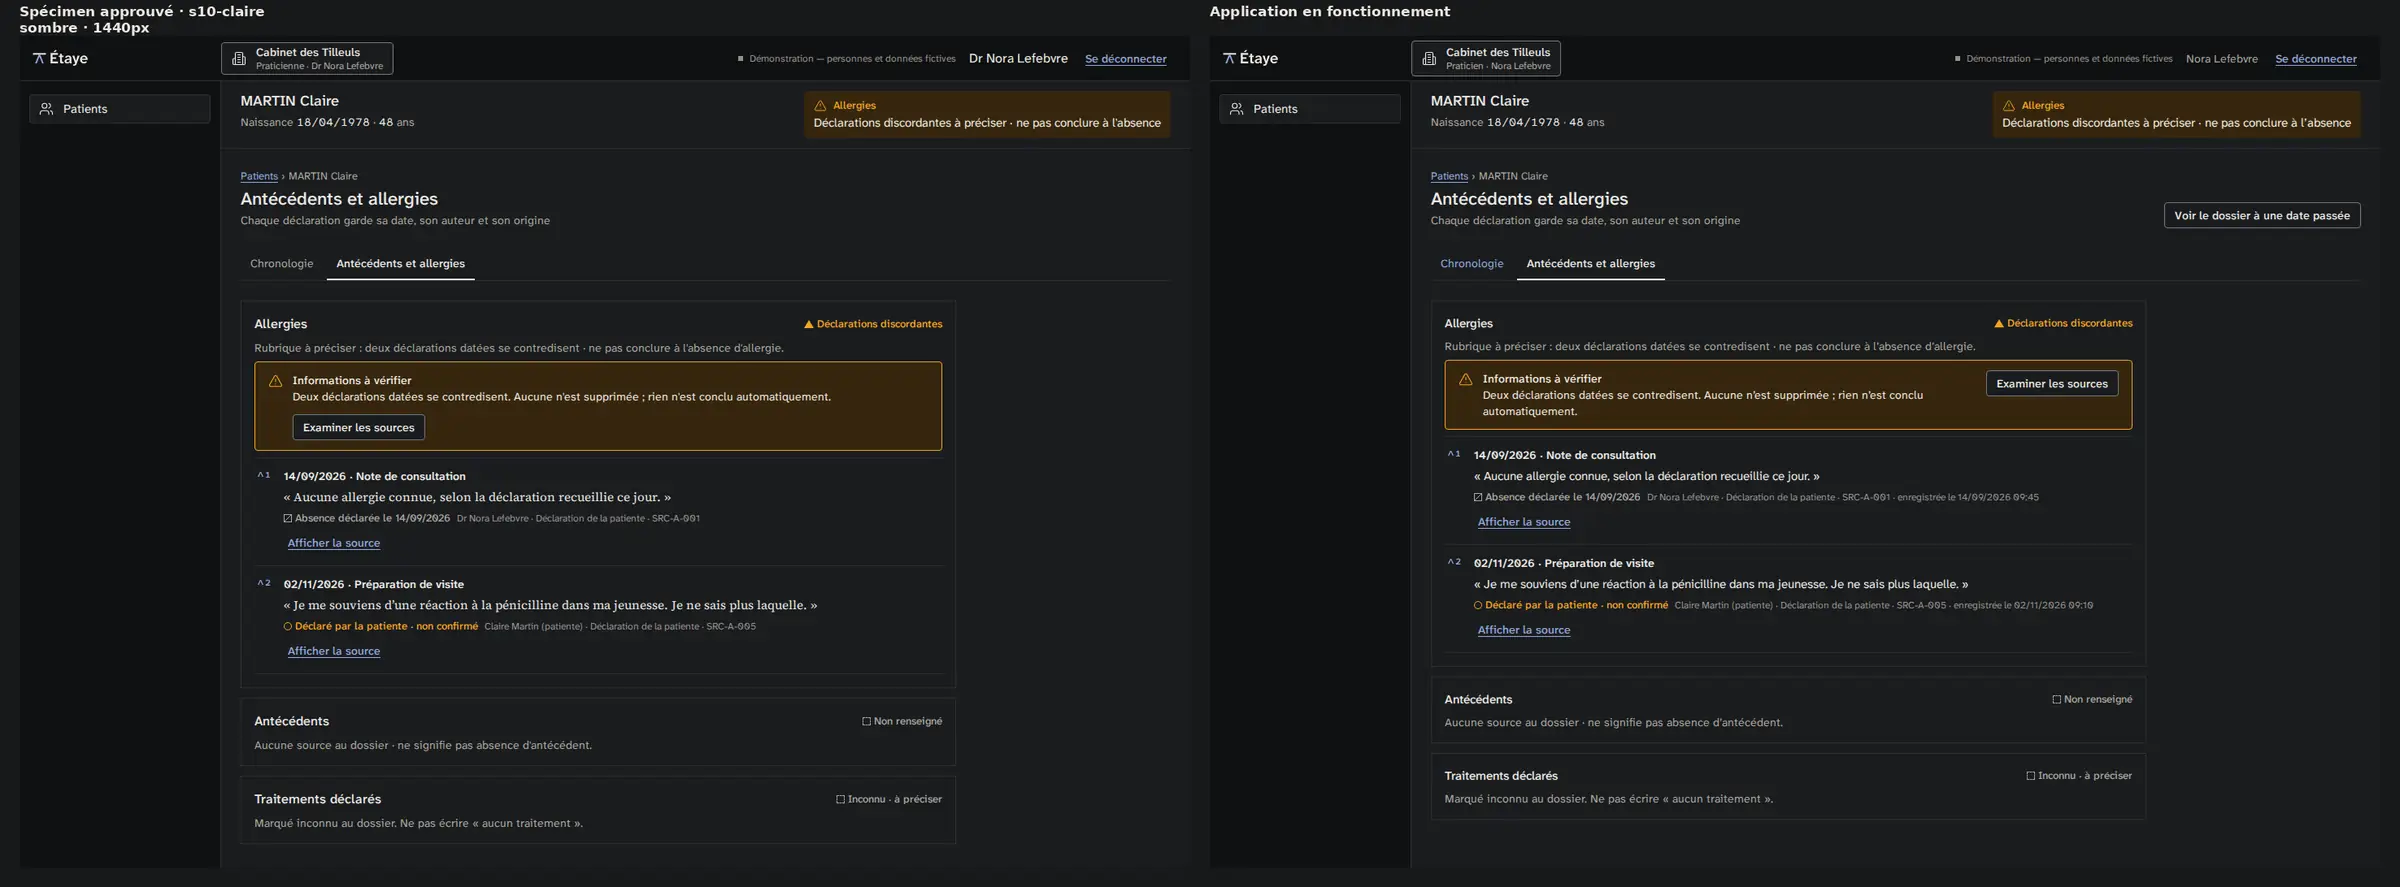 Spécimen approuvé · s10-claire
sombre · 1440px
Étaye
Cabinet des Tilleuls
Praticienne · Dr Nora Lefebvre
Démonstration — personnes et données fictives
Dr Nora Lefebvre
Se déconnecter
Patients
MARTIN Claire
Naissance 18/04/1978 · 48 ans
Allergies
Déclarations discordantes à préciser · ne pas conclure à l'absence
Patients › MARTIN Claire
Antécédents et allergies
Chaque déclaration garde sa date, son auteur et son origine
Chronologie
Antécédents et allergies
Allergies
Déclarations discordantes
Rubrique à préciser : deux déclarations datées se contredisent · ne pas conclure à l'absence d'allergie.
Informations à vérifier
Deux déclarations datées se contredisent. Aucune n'est supprimée ; rien n'est conclu automatiquement.
Examiner les sources
^1
14/09/2026 · Note de consultation
« Aucune allergie connue, selon la déclaration recueillie ce jour. »
Absence déclarée le 14/09/2026 Dr Nora Lefebvre · Déclaration de la patiente · SRC-A-001
Afficher la source
^2
02/11/2026 · Préparation de visite
« Je me souviens d'une réaction à la pénicilline dans ma jeunesse. Je ne sais plus laquelle. »
Déclaré par la patiente · non confirmé Claire Martin (patiente) · Déclaration de la patiente · SRC-A-005
Afficher la source
Antécédents
Non renseigné
Aucune source au dossier · ne signifie pas absence d'antécédent.
Traitements déclarés
Inconnu · à préciser
Marqué inconnu au dossier. Ne pas écrire « aucun traitement ».
Application en fonctionnement
Étaye
Cabinet des Tilleuls
Praticien · Nora Lefebvre
Démonstration — personnes et données fictives
Nora Lefebvre
Se déconnecter
Patients
MARTIN Claire
Naissance 18/04/1978 · 48 ans
Allergies
Déclarations discordantes à préciser · ne pas conclure à l'absence
Patients › MARTIN Claire
Antécédents et allergies
Chaque déclaration garde sa date, son auteur et son origine
Voir le dossier à une date passée
Chronologie
Antécédents et allergies
Allergies
Déclarations discordantes
Rubrique à préciser : deux déclarations datées se contredisent · ne pas conclure à l'absence d'allergie.
Informations à vérifier
Deux déclarations datées se contredisent. Aucune n'est supprimée ; rien n'est conclu
automatiquement.
Examiner les sources
^1
14/09/2026 · Note de consultation
« Aucune allergie connue, selon la déclaration recueillie ce jour. »
Absence déclarée le 14/09/2026 Dr Nora Lefebvre · Déclaration de la patiente · SRC-A-001 · enregistrée le 14/09/2026 09:45
Afficher la source
^2
02/11/2026 · Préparation de visite
« Je me souviens d'une réaction à la pénicilline dans ma jeunesse. Je ne sais plus laquelle. »
Déclaré par la patiente · non confirmé Claire Martin (patiente) · Déclaration de la patiente · SRC-A-005 · enregistrée le 02/11/2026 09:10
Afficher la source
Antécédents
Non renseigné
Aucune source au dossier · ne signifie pas absence d'antécédent.
Traitements déclarés
Inconnu · à préciser
Marqué inconnu au dossier. Ne pas écrire « aucun traitement ».